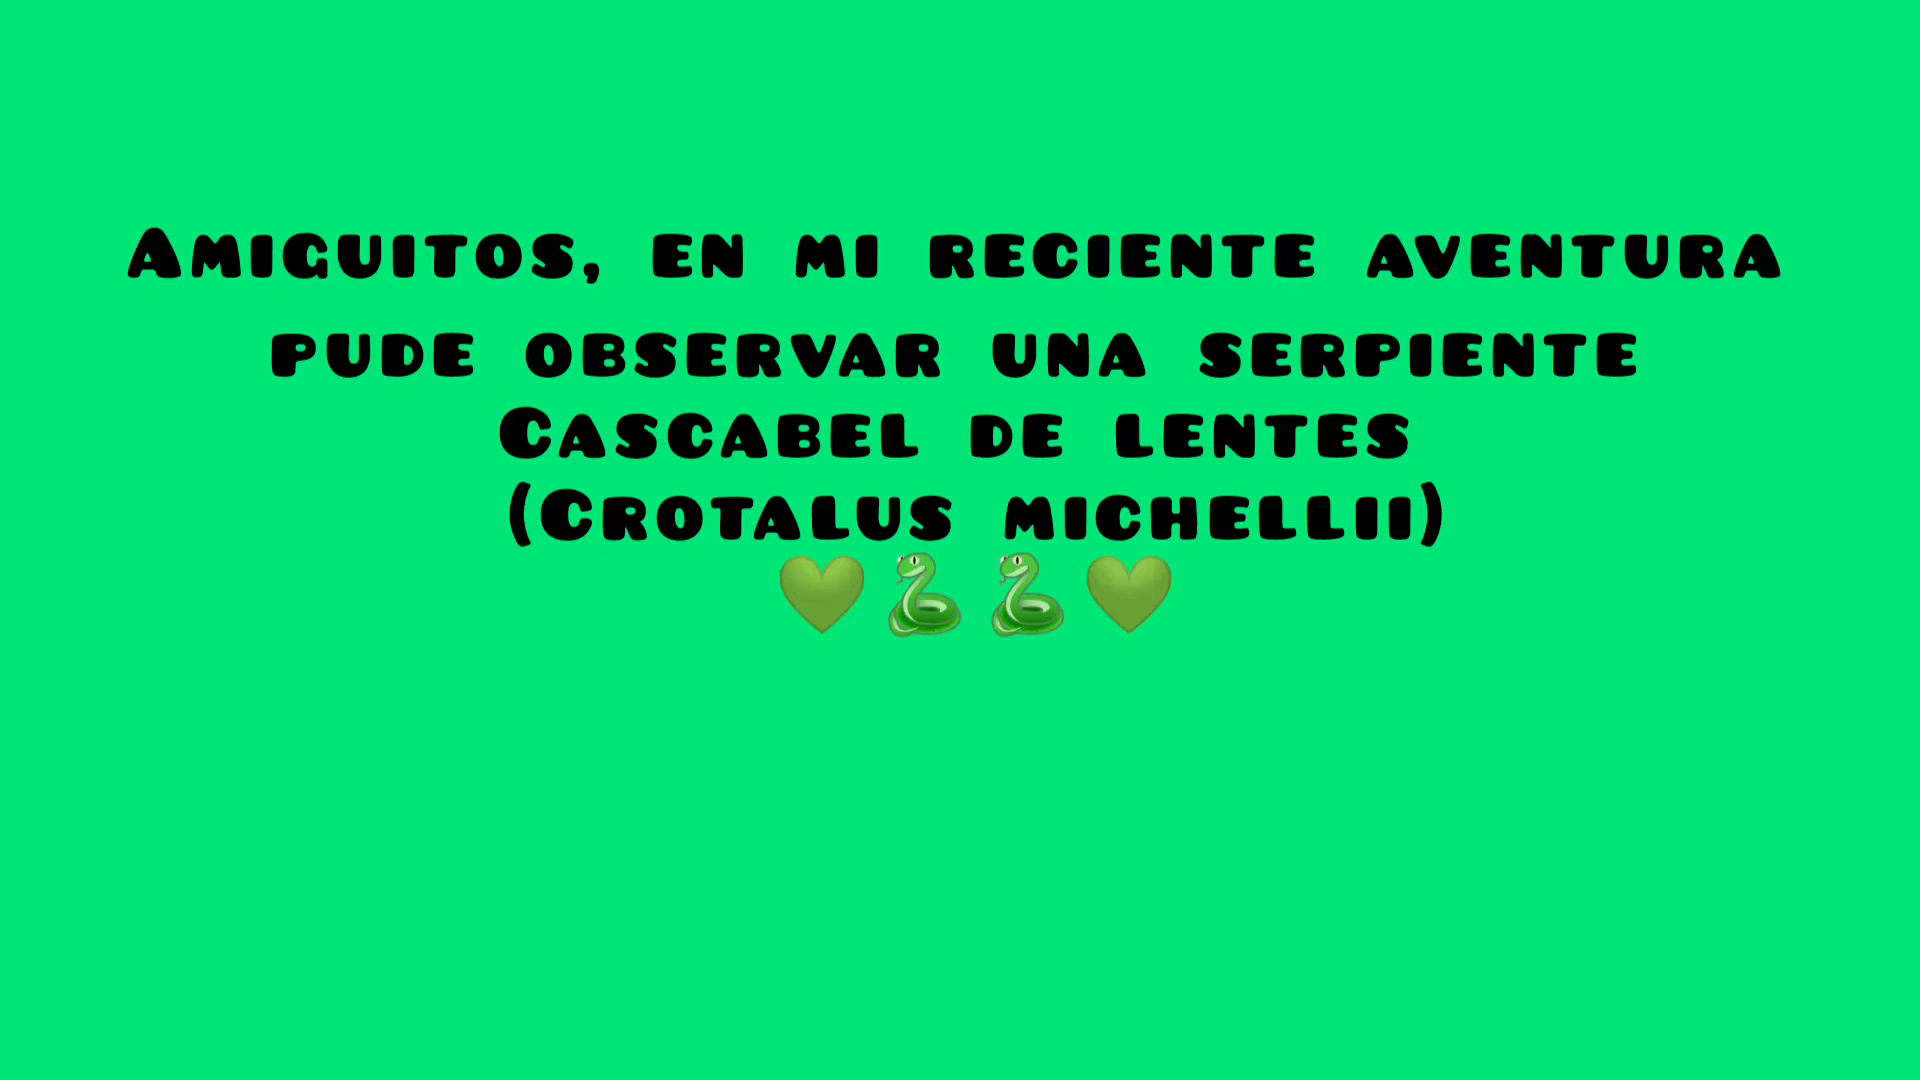 Amiguitos, en mi reciente aventura
pude observar una serpiente
Cascabel de lentes
(Crotalus michellii)
💚🐍🐍💚